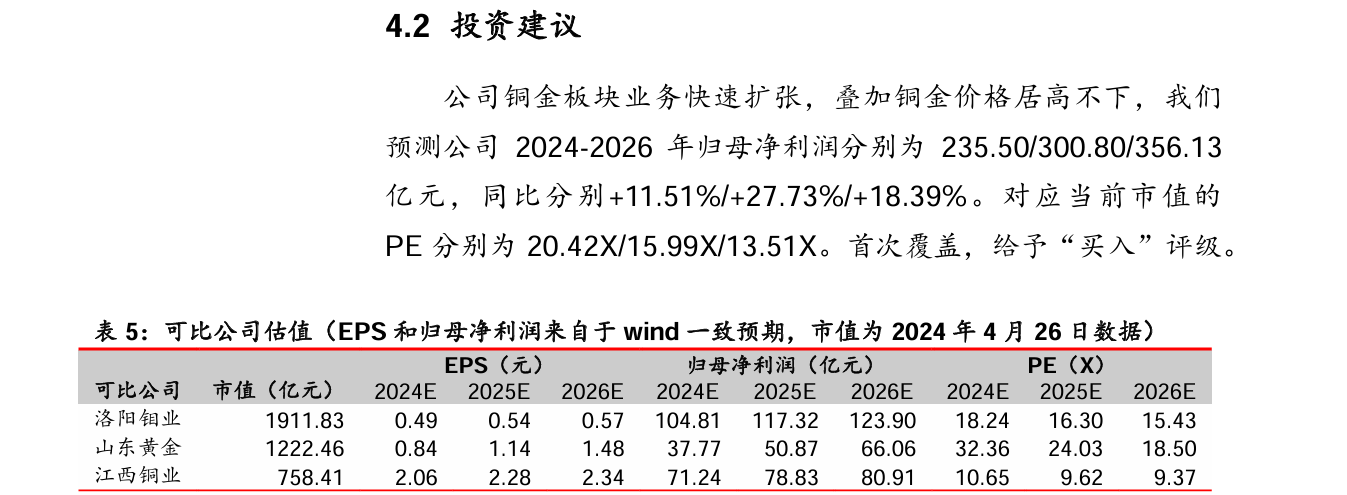 4.2 投资建议
公司铜金板块业务快速扩张，叠加铜金价格居高不下，我们
预测公司 2024-2026 年归母净利润分别为 235.50/300.80/356.13
亿元，同比分别+11.51%/+27.73%/+18.39%。对应当前市值的
PE 分别为 20.42X/15.99X/13.51X。首次覆盖，给予“买入”评级。
表 5：可比公司估值（EPS 和归母净利润来自于 wind 一致预期，市值为 2024 年 4 月 26 日数据）
EPS（元） 归母净利润（亿元） PE（X）
可比公司 市值（亿元） 2024E 2025E 2026E 2024E 2025E 2026E 2024E 2025E 2026E
洛阳钼业 1911.83 0.49 0.54 0.57 104.81 117.32 123.90 18.24 16.30 15.43
山东黄金 1222.46 0.84 1.14 1.48 37.77 50.87 66.06 32.36 24.03 18.50
江西铜业 758.41 2.06 2.28 2.34 71.24 78.83 80.91 10.65 9.62 9.37